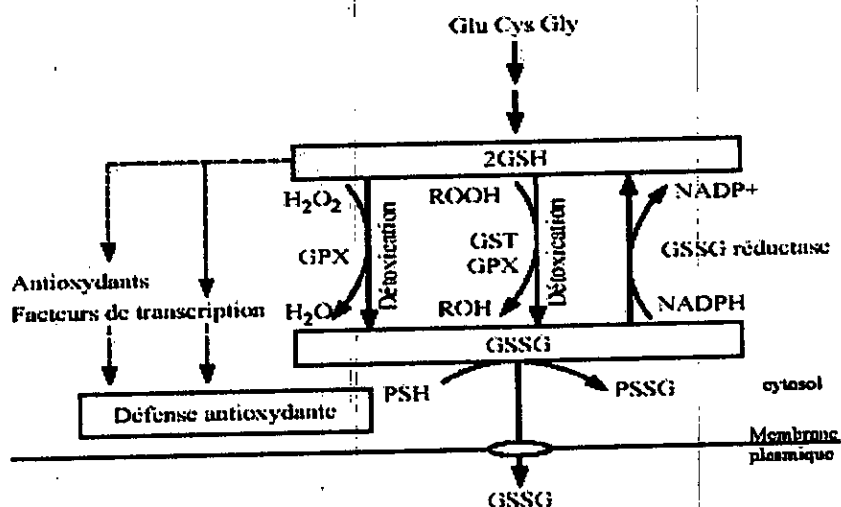 Glu Cys Gly
2GSH
H₂O₂
ROOH
NADP+
Détoxication
GPX
GST
GPX
Détoxication
GSSG réductase
Antioxydants
Facteurs de transcription
H₂O
ROH
NADPH
GSSG
PSH
PSSG
cytosol
Défense antioxydante
Membrane
plasmique
GSSG